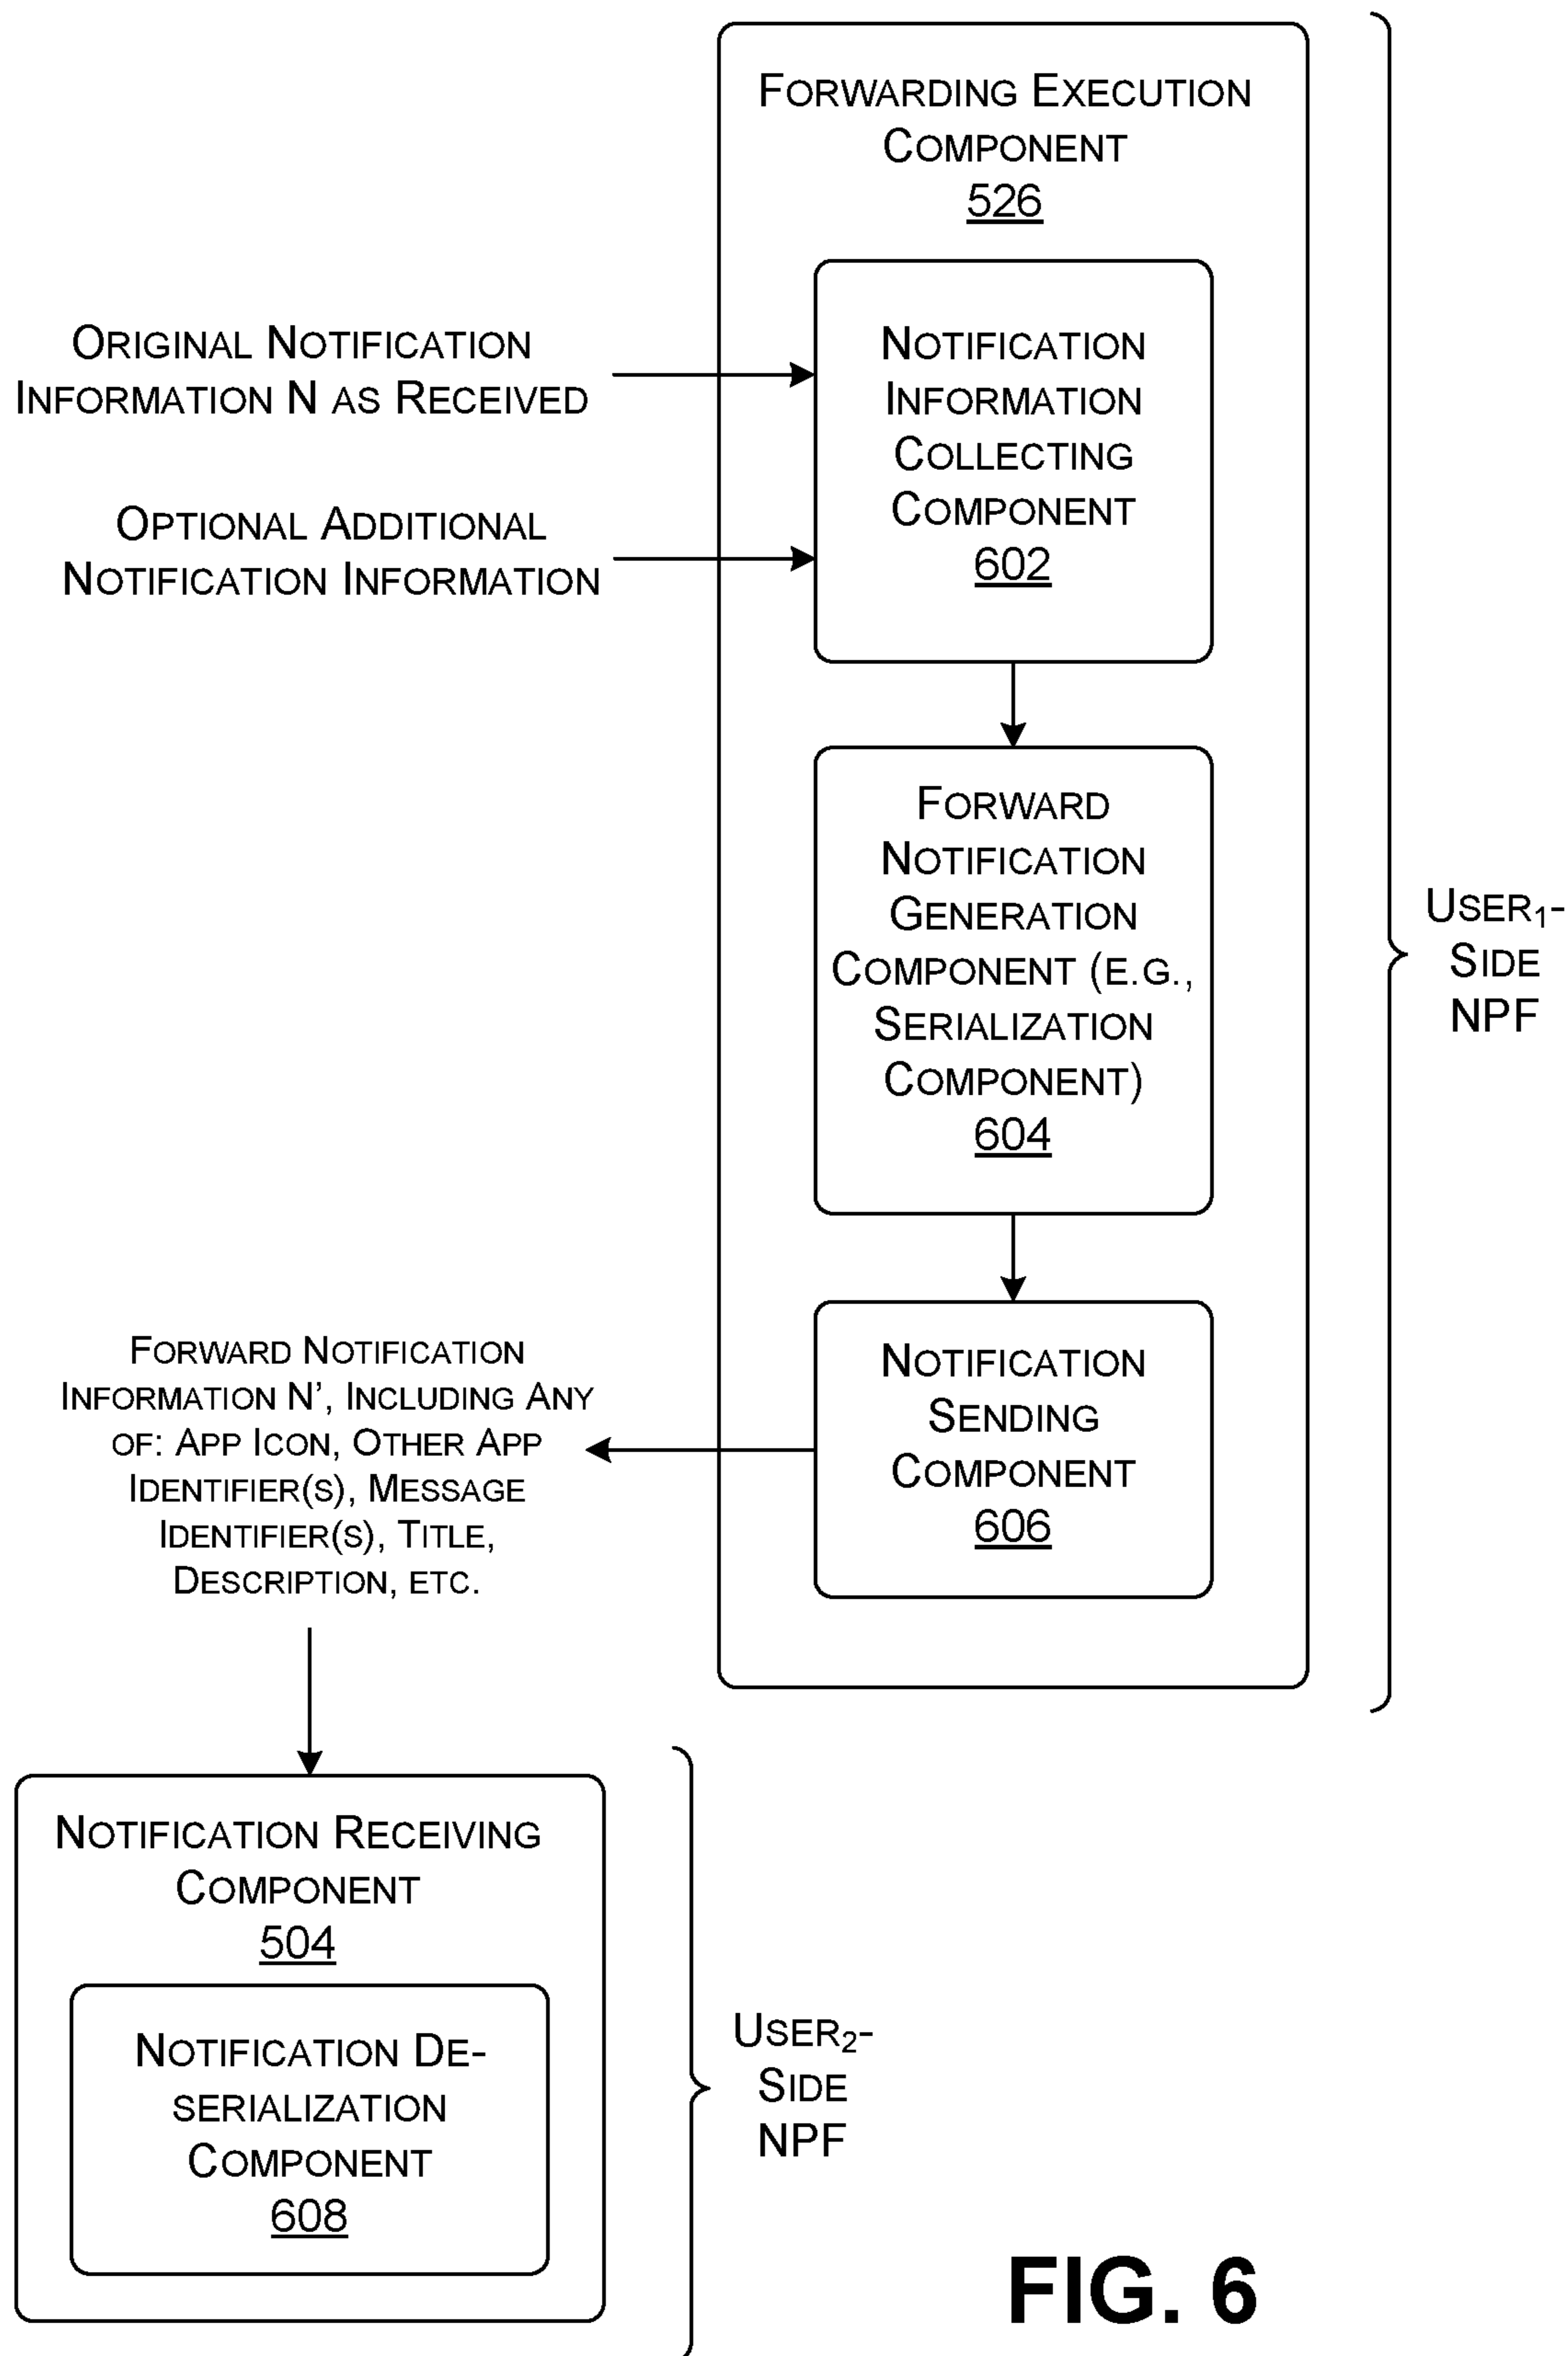 FORWARDING EXECUTION
COMPONENT
526
ORIGINAL NOTIFICATION
INFORMATION N AS RECEIVED
OPTIONAL ADDITIONAL
NOTIFICATION INFORMATION
NOTIFICATION
INFORMATION
COLLECTING
COMPONENT
602
FORWARD
NOTIFICATION
GENERATION
COMPONENT (E.G.,
SERIALIZATION
COMPONENT)
604
USER₁-
SIDE
NPF
NOTIFICATION
SENDING
COMPONENT
606
FORWARD NOTIFICATION
INFORMATION N’, INCLUDING ANY
OF: APP ICON, OTHER APP
IDENTIFIER(S), MESSAGE
IDENTIFIER(S), TITLE,
DESCRIPTION, ETC.
NOTIFICATION RECEIVING
COMPONENT
504
NOTIFICATION DE-
SERIALIZATION
COMPONENT
608
USER₂-
SIDE
NPF
FIG. 6